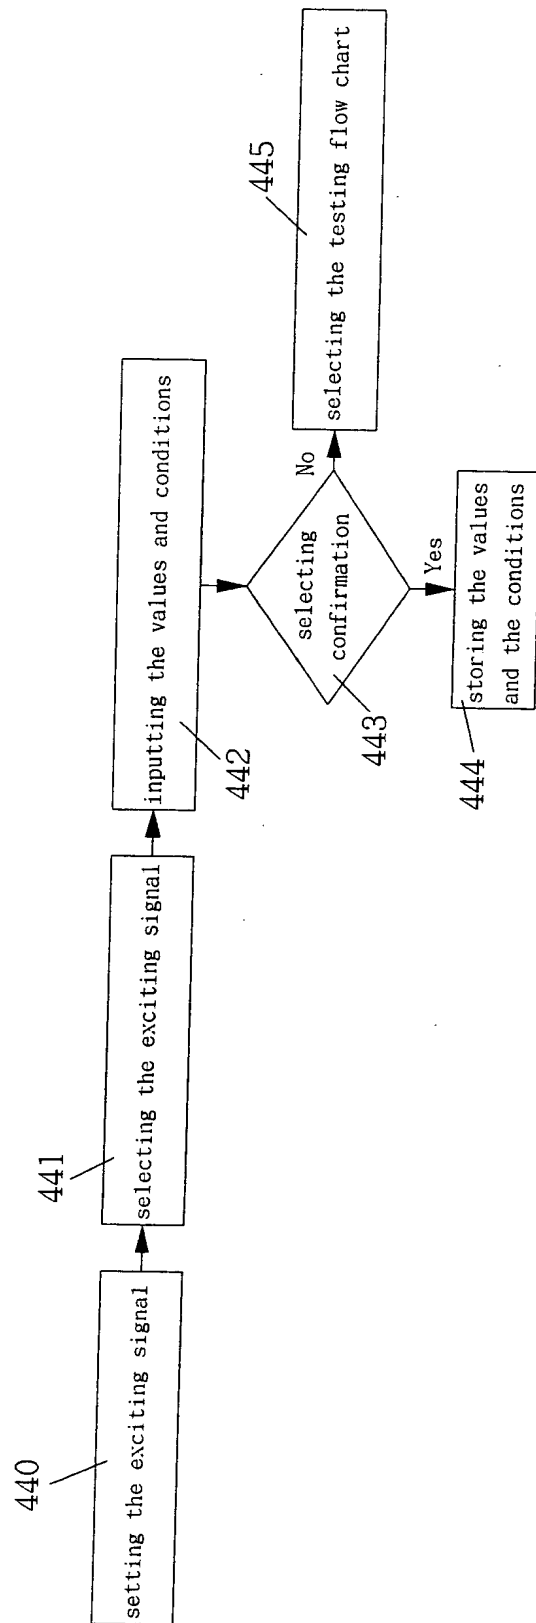 440
setting the exciting signal
441
selecting the exciting signal
442
inputting the values and conditions
443
selecting
confirmation
No
Yes
445
selecting the testing flow chart
444
storing the values
and the conditions